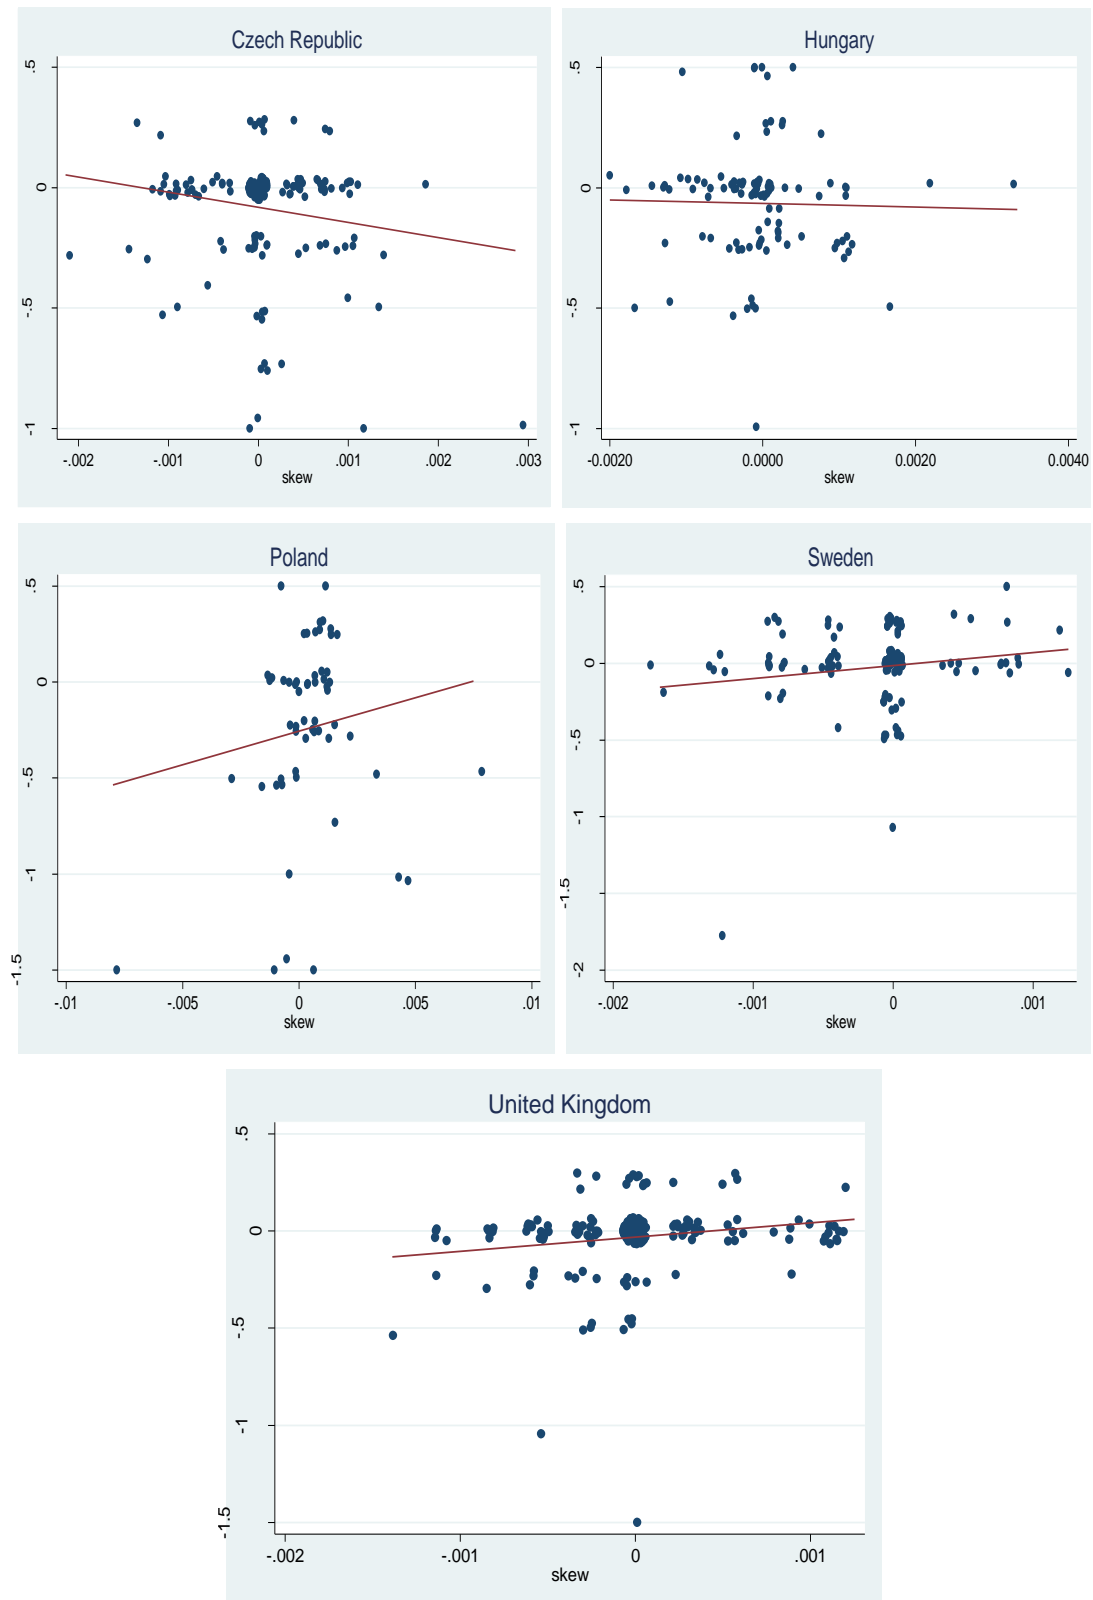 Czech Republic
.5
0
-.5
-1
-.002 -.001 0 .001 .002 .003
skew
Hungary
.5
0
-.5
-1
-0.0020 0.0000 0.0020 0.0040
skew
Poland
.5
0
-.5
-1
-1.5
-.01 -.005 0 .005 .01
skew
Sweden
.5
0
-.5
-1
-1.5
-2
-.002 -.001 0 .001
skew
United Kingdom
.5
0
-.5
-1
-1.5
-.002 -.001 0 .001
skew